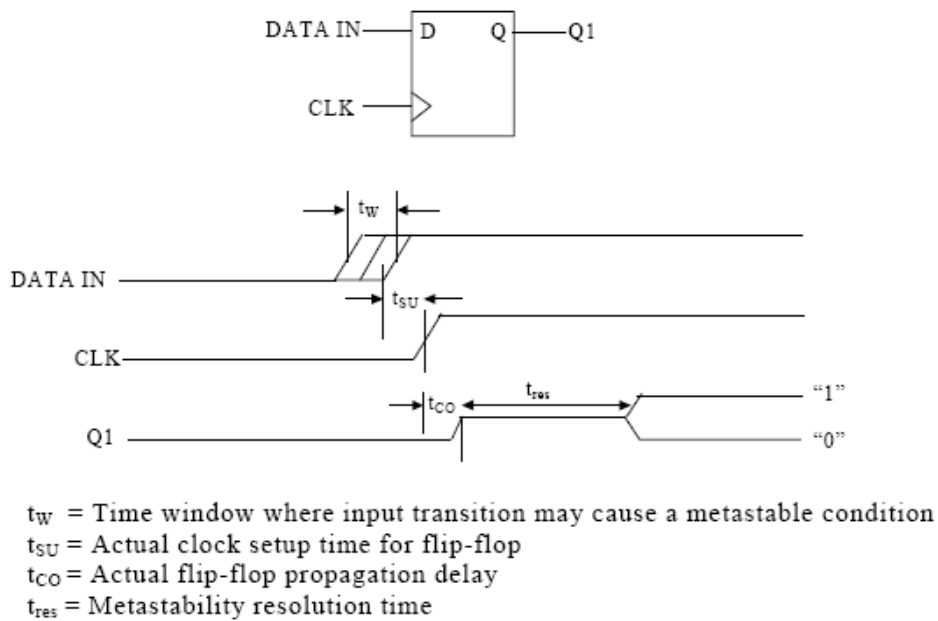 DATA IN D Q Q1
CLK
tW
DATA IN
tSU
CLK
tCO tres "1"
Q1 "0"
tW = Time window where input transition may cause a metastable condition
tSU = Actual clock setup time for flip-flop
tCO = Actual flip-flop propagation delay
tres = Metastability resolution time